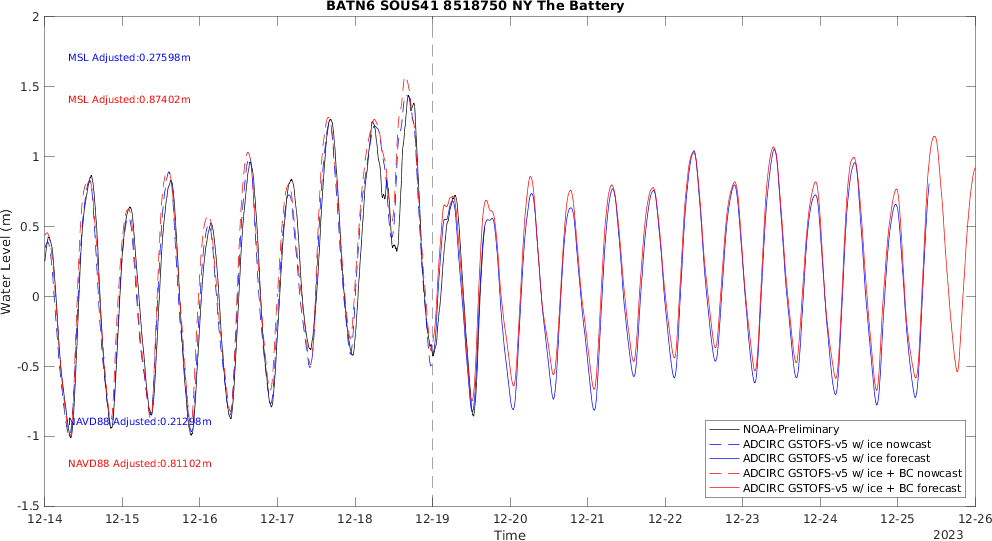 BATN6 SOUS41 8518750 NY The Battery
2
1.5
1
0.5
0
-0.5
-1
-1.5
Water Level (m)
MSL Adjusted:0.27598m
MSL Adjusted:0.87402m
NAVD88 Adjusted:0.21298m
NAVD88 Adjusted:0.81102m
NOAA-Preliminary
ADCIRC GSTOFS-v5 w/ ice nowcast
ADCIRC GSTOFS-v5 w/ ice forecast
ADCIRC GSTOFS-v5 w/ ice + BC nowcast
ADCIRC GSTOFS-v5 w/ ice + BC forecast
12-14 12-15 12-16 12-17 12-18 12-19 12-20 12-21 12-22 12-23 12-24 12-25 12-26
Time
2023